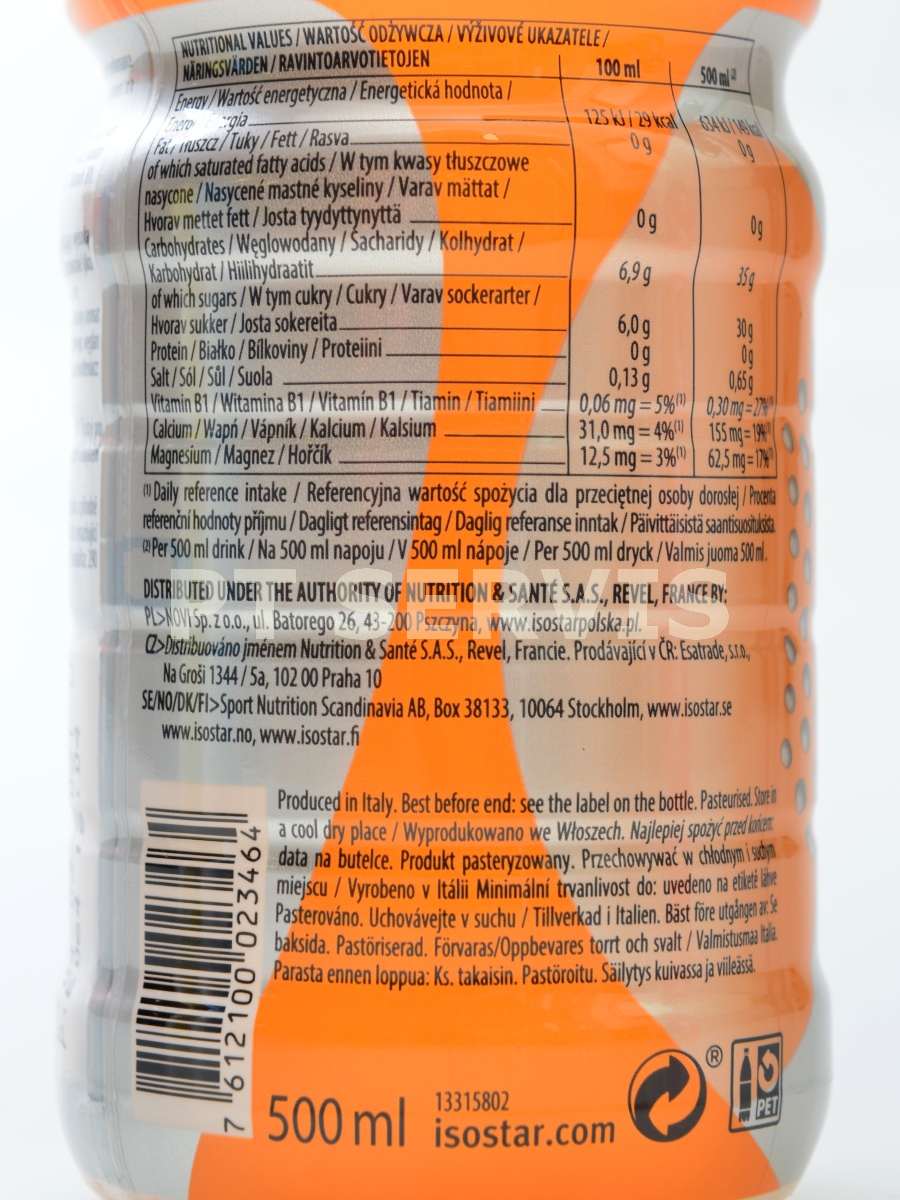 NUTRITIONAL VALUES / WARTOŚĆ ODŻYWCZA / VÝŽIVOVÉ UKAZATELE /
NÄRINGSVÄRDEN / RAVINTOARVOTIETOJEN 100 ml 500 ml (2)
Energy / Wartość energetyczna / Energetická hodnota /
125 kJ / 29 kcal 634 kJ / 149 kcal
Fat / Tłuszcz / Tuky / Fett / Rasva 0 g 0 g
of which saturated fatty acids / W tym kwasy tłuszczowe
nasycone / Nasycené mastné kyseliny / Varav mättat /
Hvorav mettet fett / Josta tyydyttynyttä 0 g 0 g
Carbohydrates / Węglowodany / Sacharidy / Kolhydrat /
Karbohydrat / Hiilihydraatit 6,9 g 35 g
of which sugars / W tym cukry / Cukry / Varav sockerarter /
Hvorav sukker / Josta sokereita 6,0 g 30 g
Protein / Białko / Bílkoviny / Proteiini 0 g 0 g
Salt / Sól / Sůl / Suola 0,13 g 0,65 g
Vitamin B1 / Witamina B1 / Vitamín B1 / Tiamin / Tiamiini 0,06 mg = 5%(1) 0,30 mg = 27%
Calcium / Wapń / Vápník / Kalcium / Kalsium 31,0 mg = 4%(1) 155 mg = 19%
Magnesium / Magnez / Hořčík 12,5 mg = 3%(1) 62,5 mg = 17%
(1) Daily reference intake / Referencyjna wartość spożycia dla przeciętnej osoby dorosłej / Procenta
referenční hodnoty příjmu / Dagligt referensintag / Daglig referanse inntak / Päivittäisistä saantisuosituksista.
(2) Per 500 ml drink / Na 500 ml napoju / V 500 ml nápoje / Per 500 ml dryck / Valmis juoma 500 ml.
DISTRIBUTED UNDER THE AUTHORITY OF NUTRITION & SANTÉ S.A.S., REVEL, FRANCE BY:
PT SERVIS
PL>NOVI Sp. z o.o., ul. Batorego 26, 43-200 Pszczyna, www.isostarpolska.pl.
CZ>Distribuováno jménem Nutrition & Santé S.A.S., Revel, Francie. Prodávající v ČR: Esatrade, s.r.o.,
Na Groši 1344 / 5a, 102 00 Praha 10
SE/NO/DK/FI>Sport Nutrition Scandinavia AB, Box 38133, 10064 Stockholm, www.isostar.se
www.isostar.no, www.isostar.fi
Produced in Italy. Best before end: see the label on the bottle. Pasteurised. Store in
a cool dry place / Wyprodukowano we Włoszech. Najlepiej spożyć przed końcem:
data na butelce. Produkt pasteryzowany. Przechowywać w chłodnym i suchym
miejscu / Vyrobeno v Itálii Minimální trvanlivost do: uvedeno na etiketě láhve
Pasterováno. Uchovávejte v suchu / Tillverkad i Italien. Bäst före utgången av: Se
baksida. Pastöriserad. Förvaras/Oppbevares torrt och svalt / Valmistusmaa Italia.
Parasta ennen loppua: Ks. takaisin. Pastöroitu. Säilytys kuivassa ja viileässä.
7 612100 023464
500 ml
13315802
isostar.com
®
PET